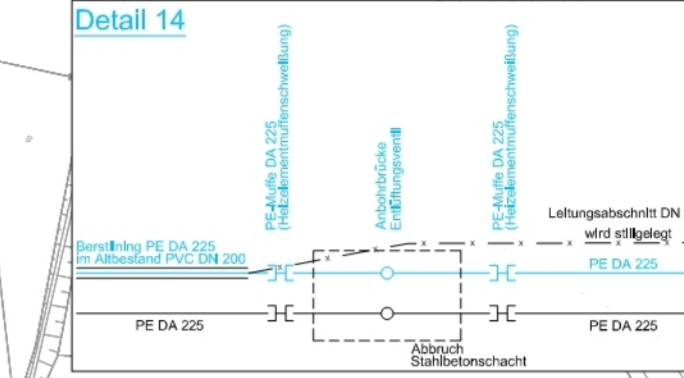 Detail 14
PE-Muffe DA 225
(Heizelementmuffenschweißung)
Anbohrbrücke
Entlüftungsventil
PE-Muffe DA 225
(Heizelementmuffenschweißung)
Leitungsabschnitt DN
wird stillgelegt
Berstlining PE DA 225
im Altbestand PVC DN 200
PE DA 225
PE DA 225
PE DA 225
Abbruch
Stahlbetonschacht